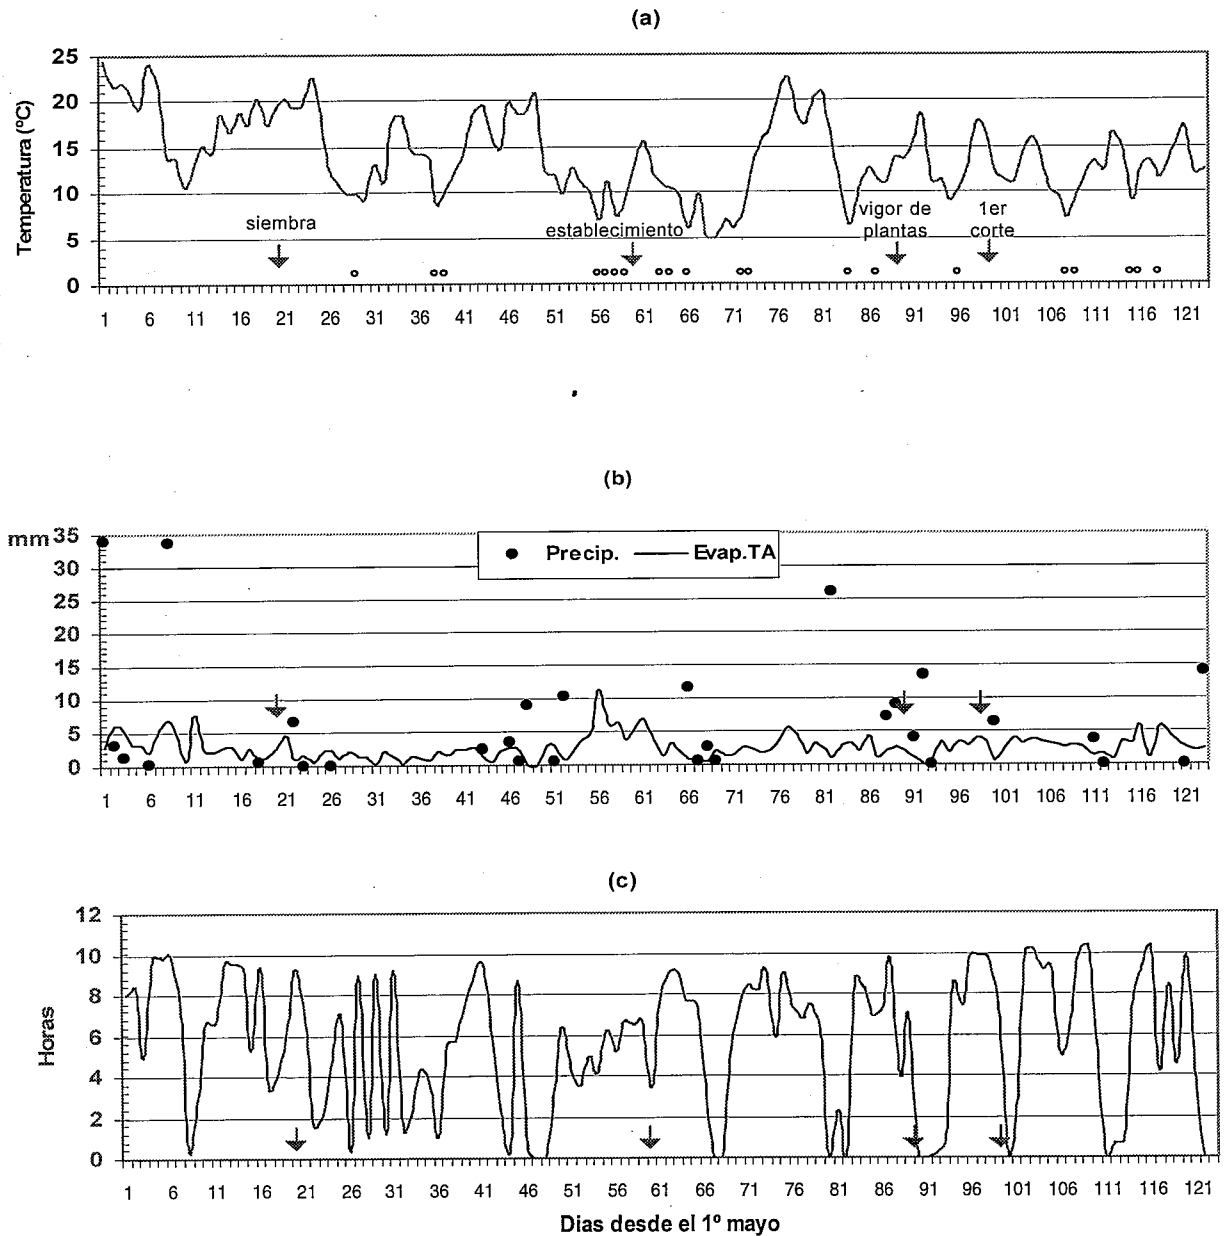 (a)
Temperatura (ºC)
25
20
15
10
5
0
siembra
establecimiento
vigor de
plantas
1er
corte
1 6 11 16 21 26 31 36 41 46 51 56 61 66 71 76 81 86 91 96 101 106 111 116 121
(b)
mm
35
30
25
20
15
10
5
0
Precip. Evap.TA
1 6 11 16 21 26 31 36 41 46 51 56 61 66 71 76 81 86 91 96 101 106 111 116 121
(c)
Horas
12
10
8
6
4
2
0
1 6 11 16 21 26 31 36 41 46 51 56 61 66 71 76 81 86 91 96 101 106 111 116 121
Dias desde el 1º mayo